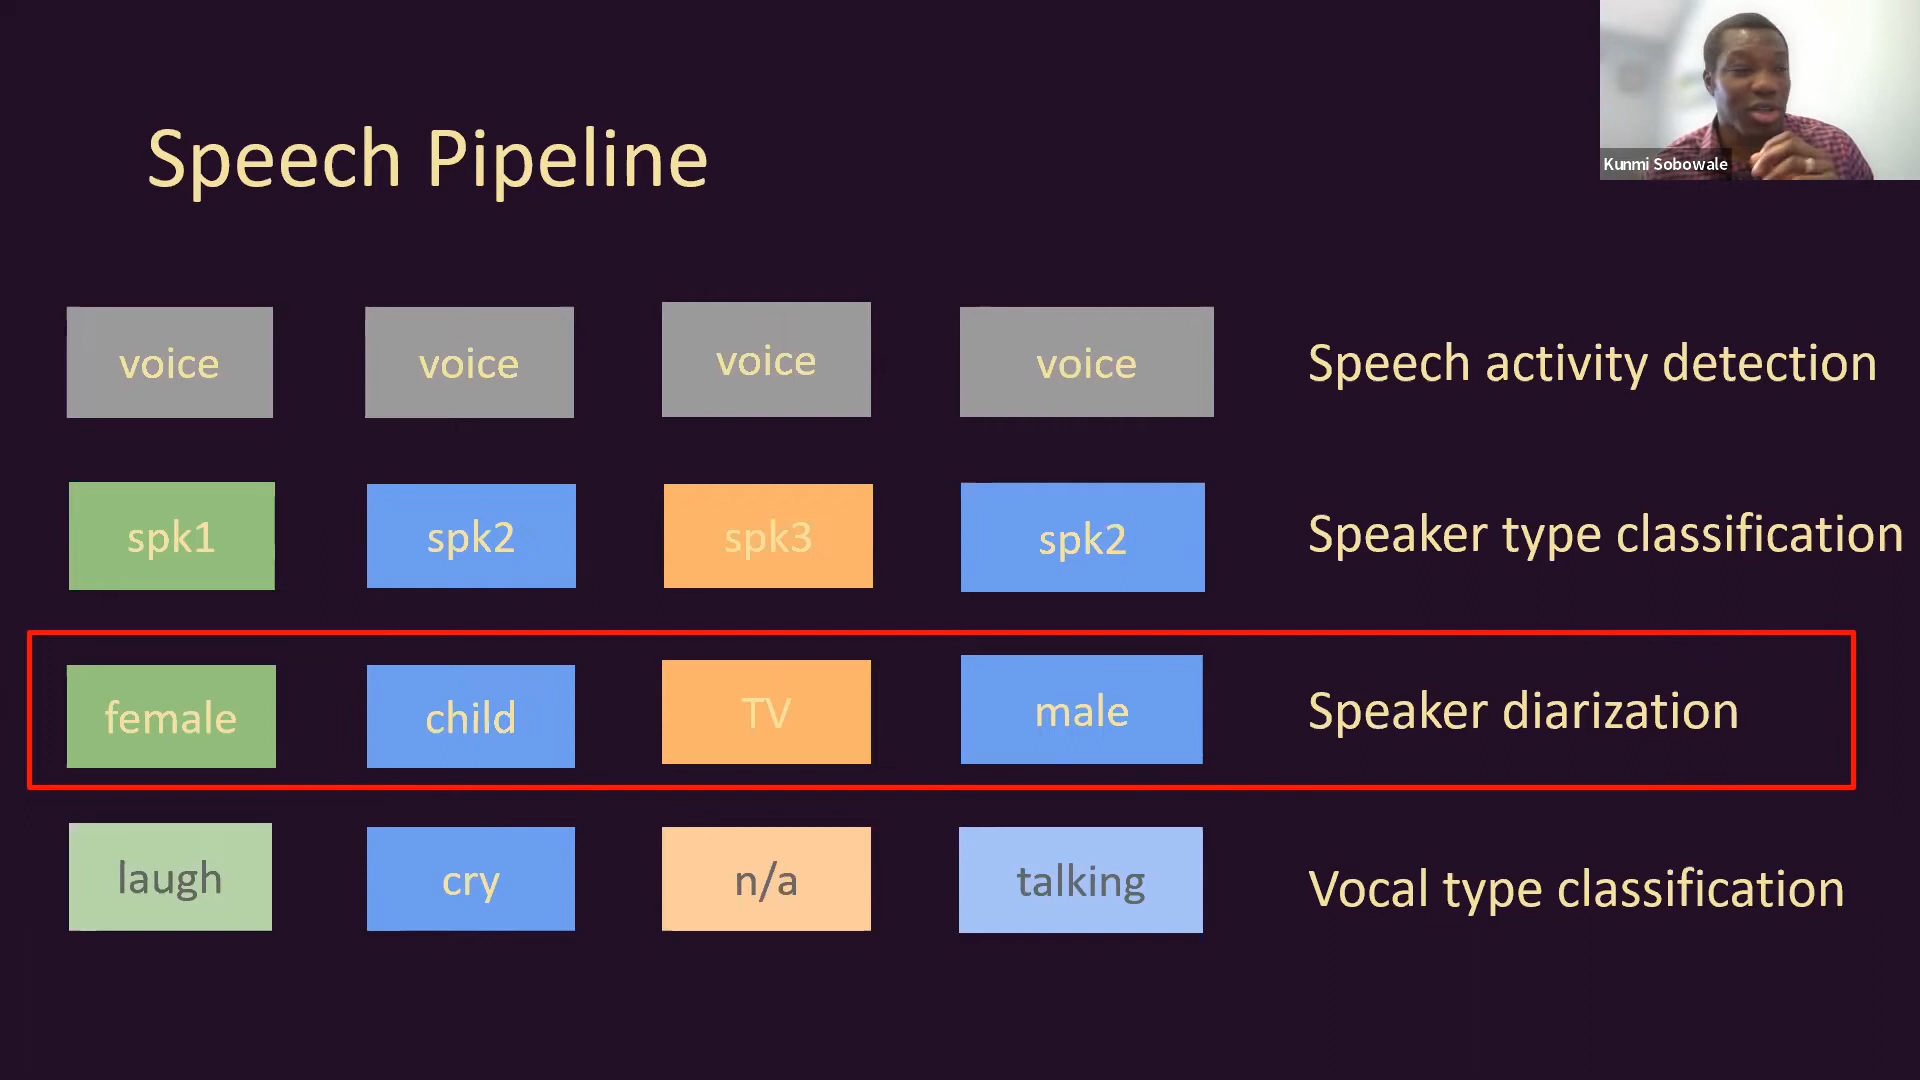 Kunmi Sobowale
Speech Pipeline
voice voice voice voice Speech activity detection
spk1 spk2 spk3 spk2 Speaker type classification
female child TV male Speaker diarization
laugh cry n/a talking Vocal type classification